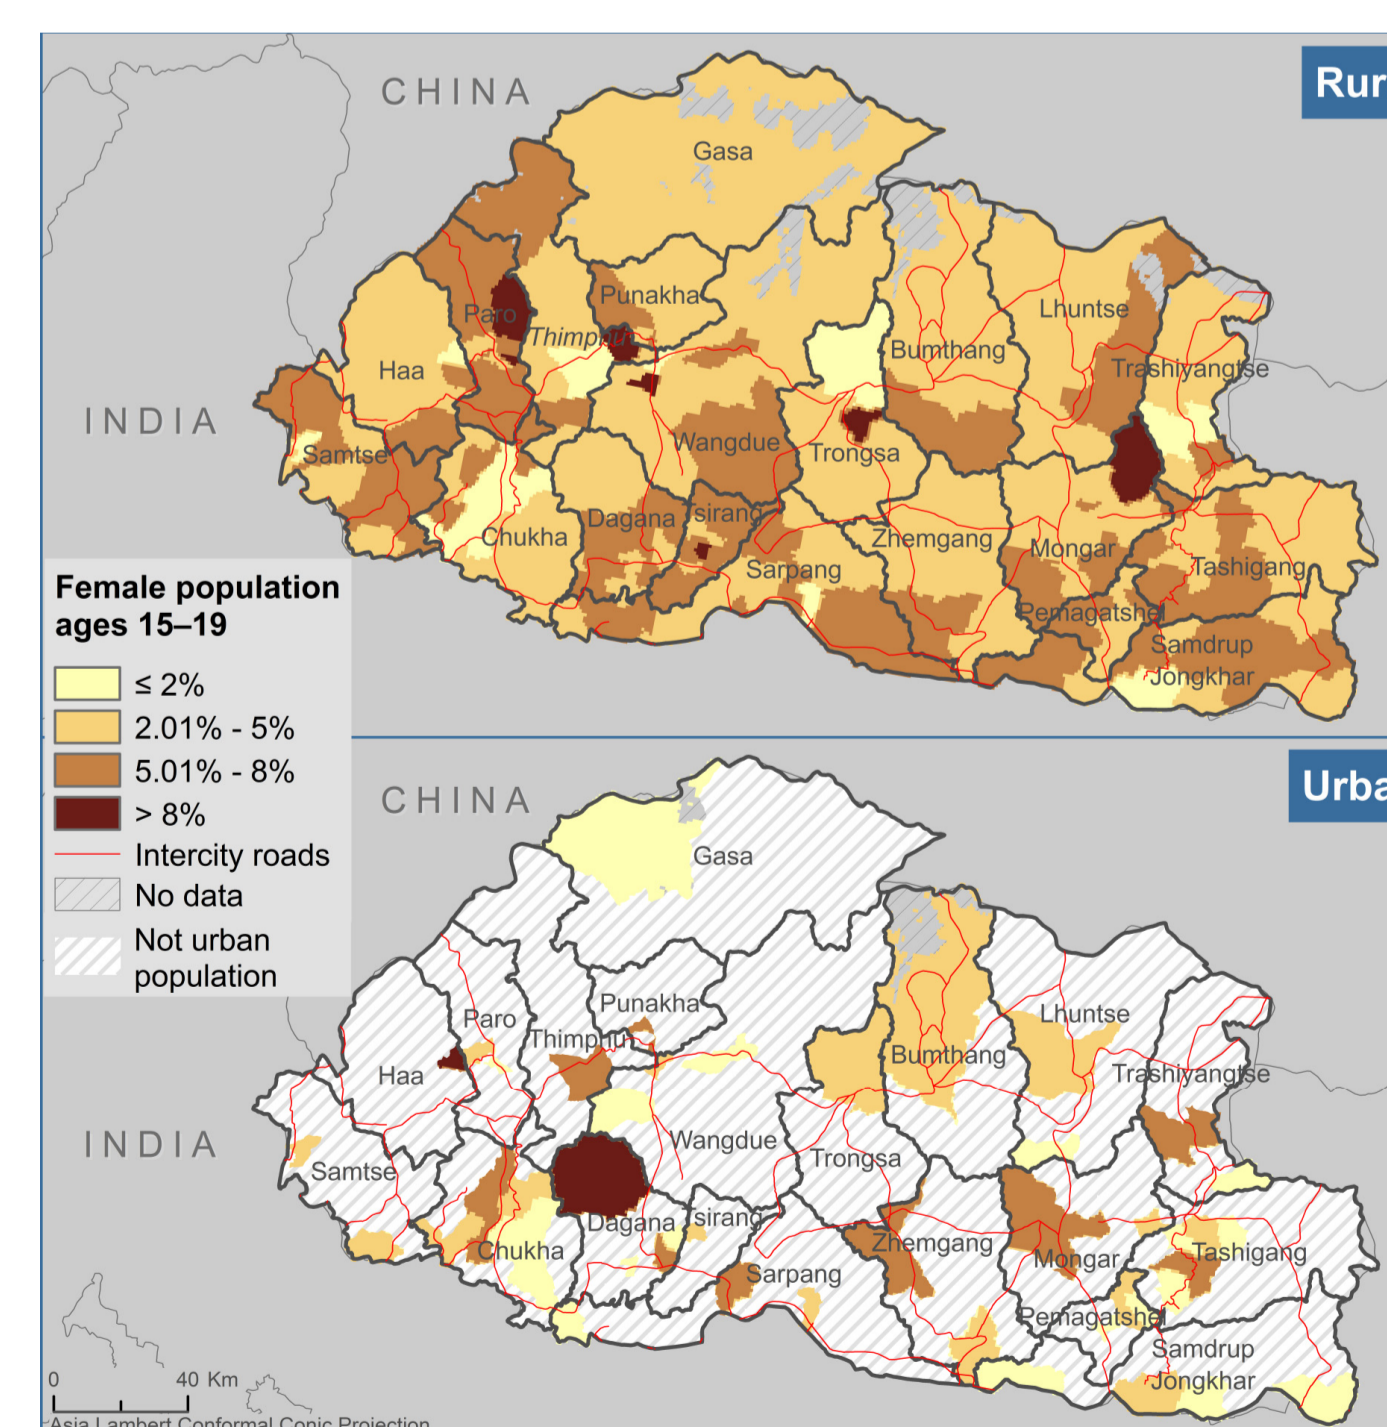 CHINA
Rur
Gasa
Punakha
Paro
Thimphu
Lhuntse
Bumthang
Trashiyangtse
Haa
INDIA
Wangdue
Trongsa
Samtse
Dagana
sirang
Chukha
Zhemgang
Mongar
Sarpang
Tashigang
Pemagatshel
Samdrup
Jongkhar
Female population
ages 15–19
≤ 2%
2.01% - 5%
5.01% - 8%
> 8%
Intercity roads
No data
Not urban
population
CHINA
Urba
Gasa
Punakha
Paro
Thimphu
Lhuntse
Bumthang
Trashiyangtse
Haa
INDIA
Wangdue
Trongsa
Samtse
Dagana
sirang
Chukha
Zhemgang
Mongar
Tashigang
Sarpang
Pemagatshel
Samdrup
Jongkhar
0 40 Km
Asia Lambert Conformal Conic Projection